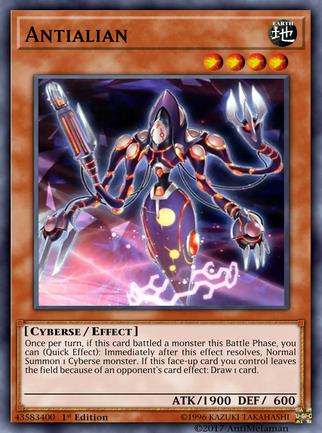 Antialian
EARTH
地
[Cyberse / Effect]
Once per turn, if this card battled a monster this Battle Phase, you
can (Quick Effect): Immediately after this effect resolves, Normal
Summon 1 Cyberse monster. If this face-up card you control leaves
the field because of an opponent's card effect: Draw 1 card.
ATK/1900 DEF/ 600
43583400 1st Edition ©1996 KAZUKI TAKAHASHI
©2017 AntiMetaman